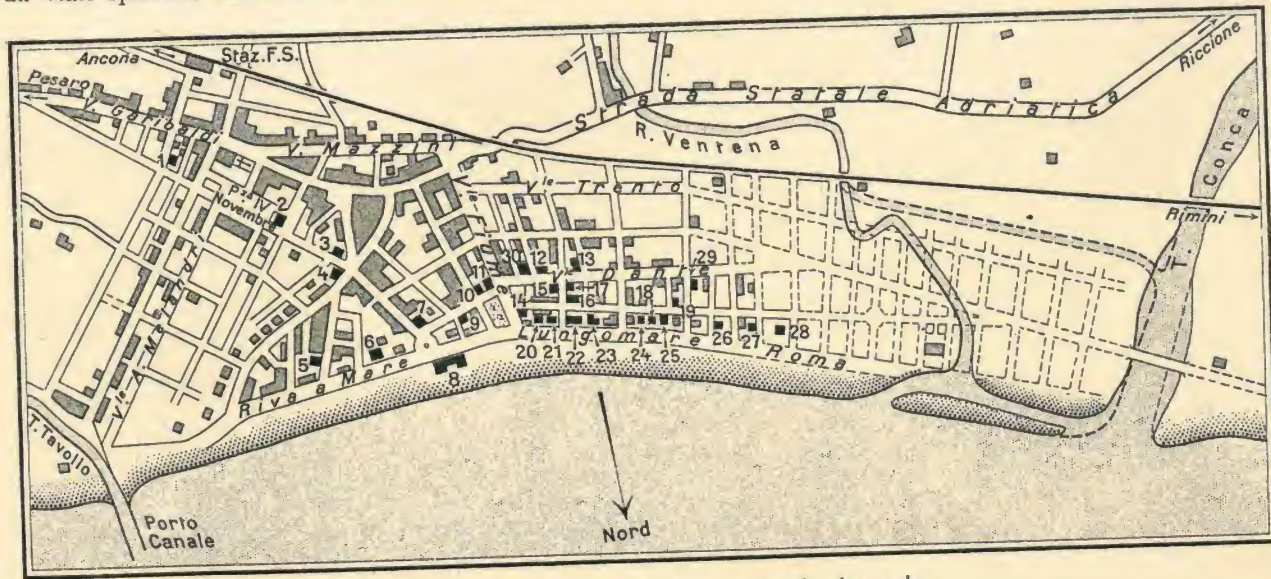 Ancona
Staz. F.S.
Pesaro
V. Garibaldi
V. Mazzini
Strada Statale Adriatica
Riccione
R. Ventena
T. Conca
Rimini
V.le Trento
P.za IV
Novembre
V.le Dante
Lungomare Roma
Riva a Mare
T. Tavollo
Porto
Canale
Nord
1
2
3
4
5
6
7
8
9
10
11
12
13
14
15
16
17
18
19
20
21
22
23
24
25
26
27
28
29
30